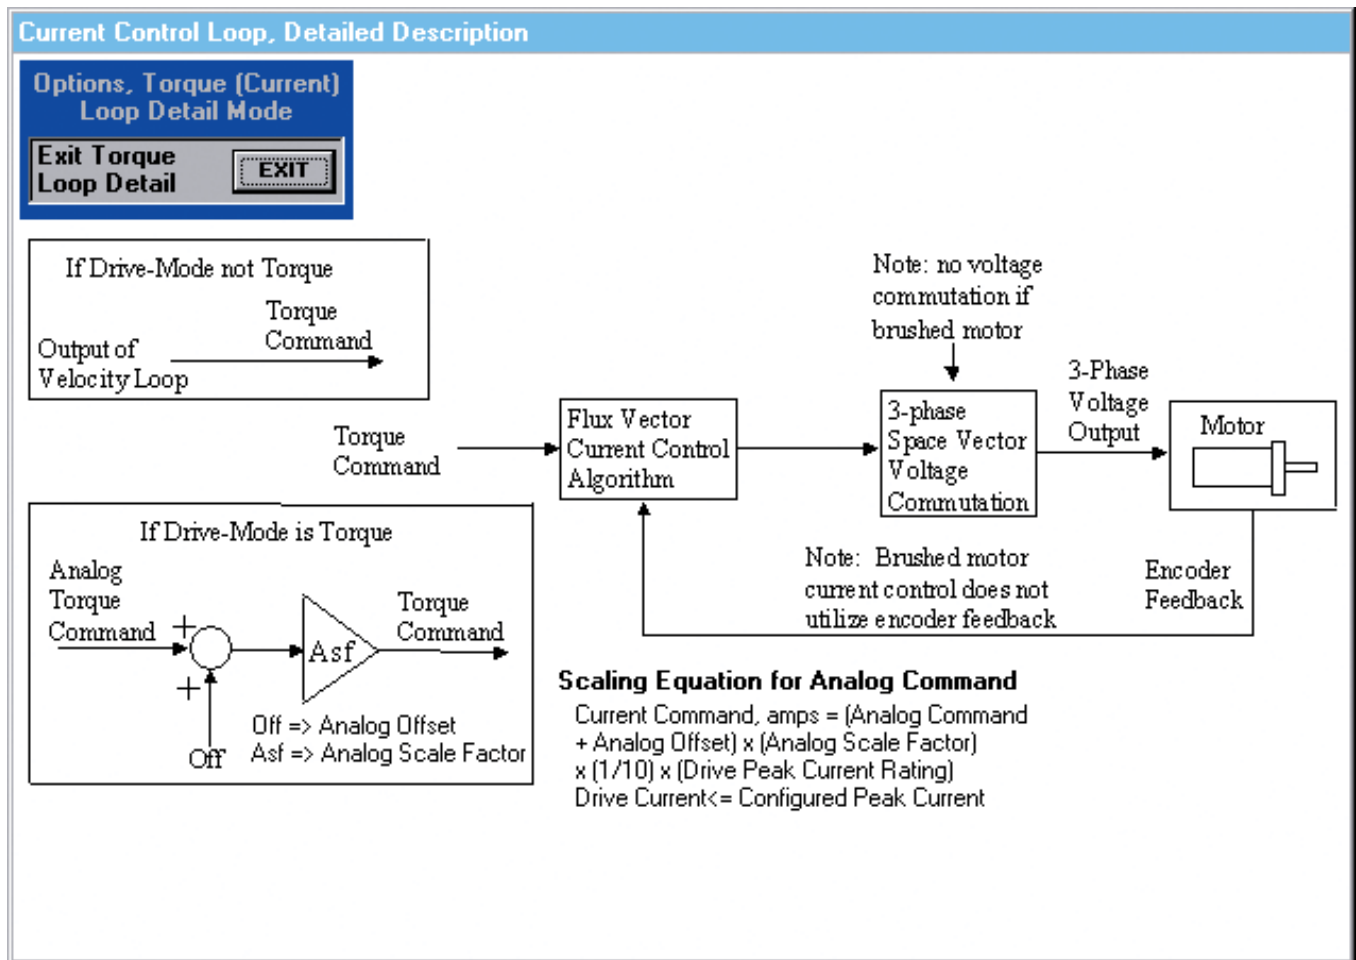 Current Control Loop, Detailed Description
Options, Torque (Current)
Loop Detail Mode
Exit Torque
Loop Detail
EXIT
If Drive-Mode not Torque
Torque
Command
Output of
Velocity Loop
Note: no voltage
commutation if
brushed motor
3-Phase
Voltage
Output
Torque
Command
Flux Vector
Current Control
Algorithm
3-phase
Space Vector
Voltage
Commutation
Motor
If Drive-Mode is Torque
Analog
Torque
Command
+
+
Off
Asf
Torque
Command
Off => Analog Offset
Asf => Analog Scale Factor
Note: Brushed motor
current control does not
utilize encoder feedback
Encoder
Feedback
Scaling Equation for Analog Command
Current Command, amps = (Analog Command
+ Analog Offset) x (Analog Scale Factor)
x (1/10) x (Drive Peak Current Rating)
Drive Current<= Configured Peak Current